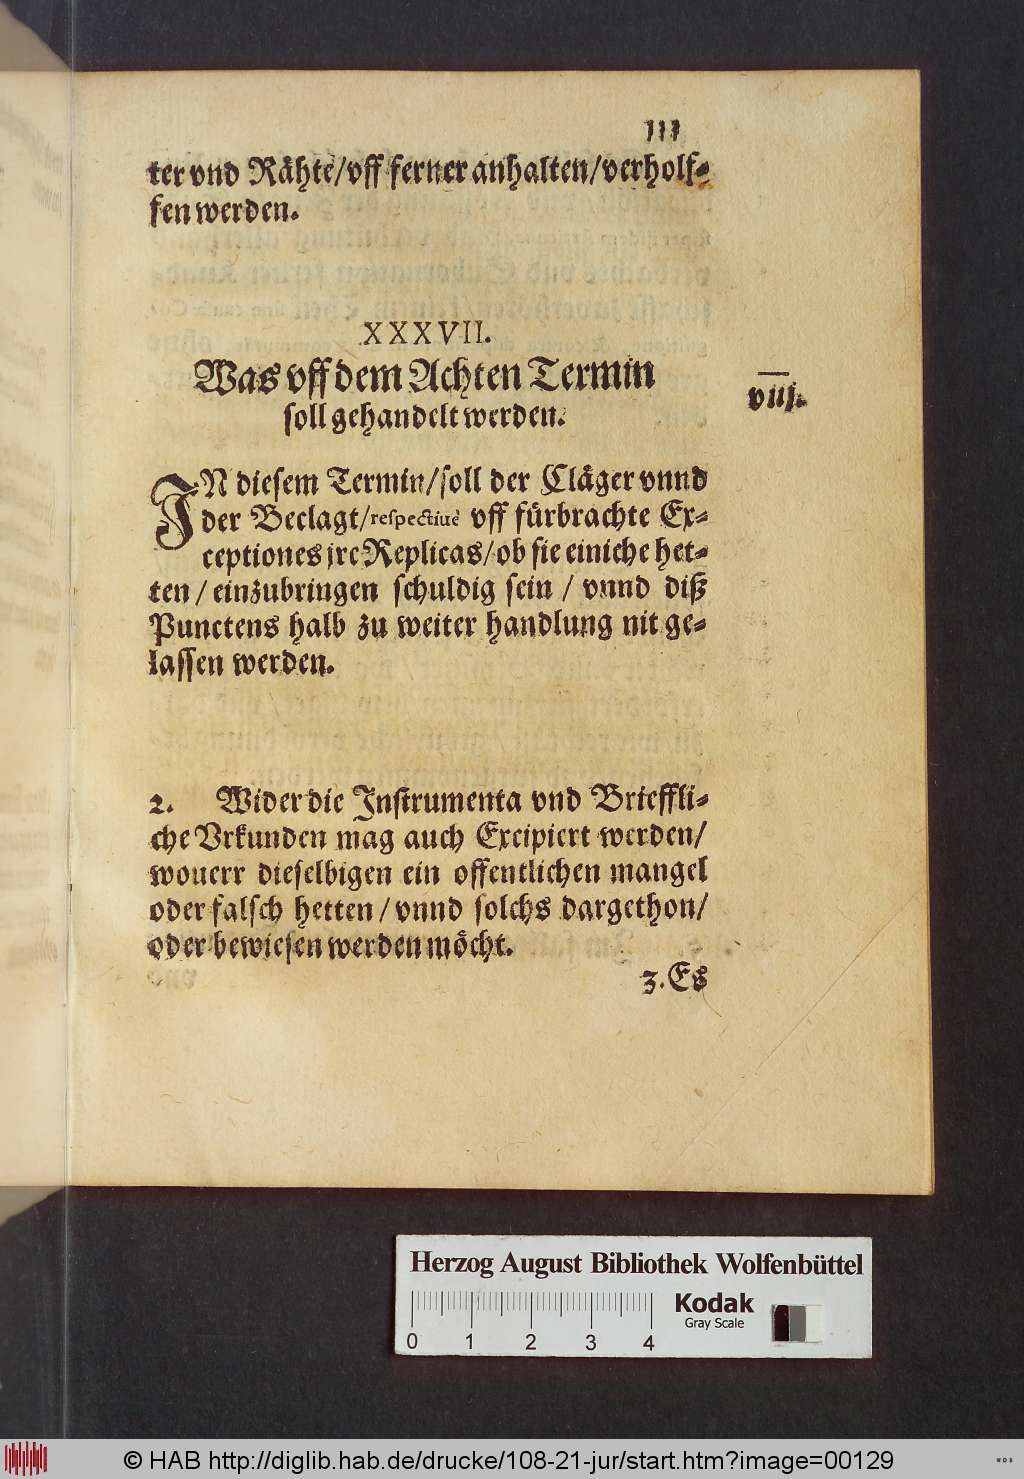 111
ter vnd Rähte/vff ferner anhalten/verholf-
fen werden.
XXXVII.
Was vff dem Achten Termin
soll gehandelt werden.
viij.
IN diesem Termin/soll der Cläger vnnd
der Beclagt/respectiuè vff fürbrachte Ex-
ceptiones jre Replicas/ob sie einiche het-
ten/einzubringen schuldig sein/vnnd diß
Punctens halb zu weiter handlung nit ge-
lassen werden.
2. Wider die Instrumenta vnd Brieffli-
che Vrkunden mag auch Excipiert werden/
wouerr dieselbigen ein offentlichen mangel
oder falsch hetten/vnnd solchs dargethon/
oder bewiesen werden möcht.
3. Es
Herzog August Bibliothek Wolfenbüttel
Kodak
Gray Scale
0 1 2 3 4
© HAB http://diglib.hab.de/drucke/108-21-jur/start.htm?image=00129